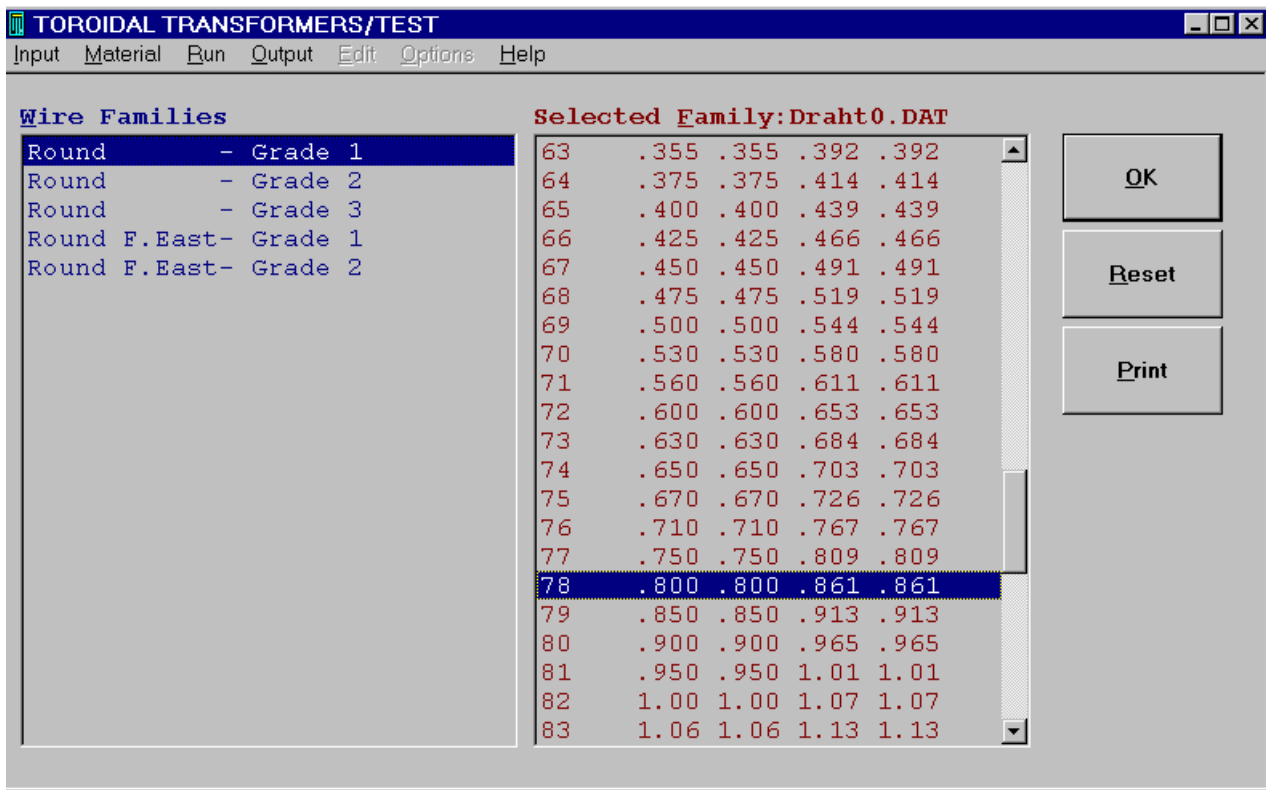 TOROIDAL TRANSFORMERS/TEST
Input Material Run Output Edit Options Help
Wire Families
Round - Grade 1
Round - Grade 2
Round - Grade 3
Round F.East- Grade 1
Round F.East- Grade 2
Selected Family:Draht0.DAT
63 .355 .355 .392 .392
64 .375 .375 .414 .414
65 .400 .400 .439 .439
66 .425 .425 .466 .466
67 .450 .450 .491 .491
68 .475 .475 .519 .519
69 .500 .500 .544 .544
70 .530 .530 .580 .580
71 .560 .560 .611 .611
72 .600 .600 .653 .653
73 .630 .630 .684 .684
74 .650 .650 .703 .703
75 .670 .670 .726 .726
76 .710 .710 .767 .767
77 .750 .750 .809 .809
78 .800 .800 .861 .861
79 .850 .850 .913 .913
80 .900 .900 .965 .965
81 .950 .950 1.01 1.01
82 1.00 1.00 1.07 1.07
83 1.06 1.06 1.13 1.13
OK
Reset
Print